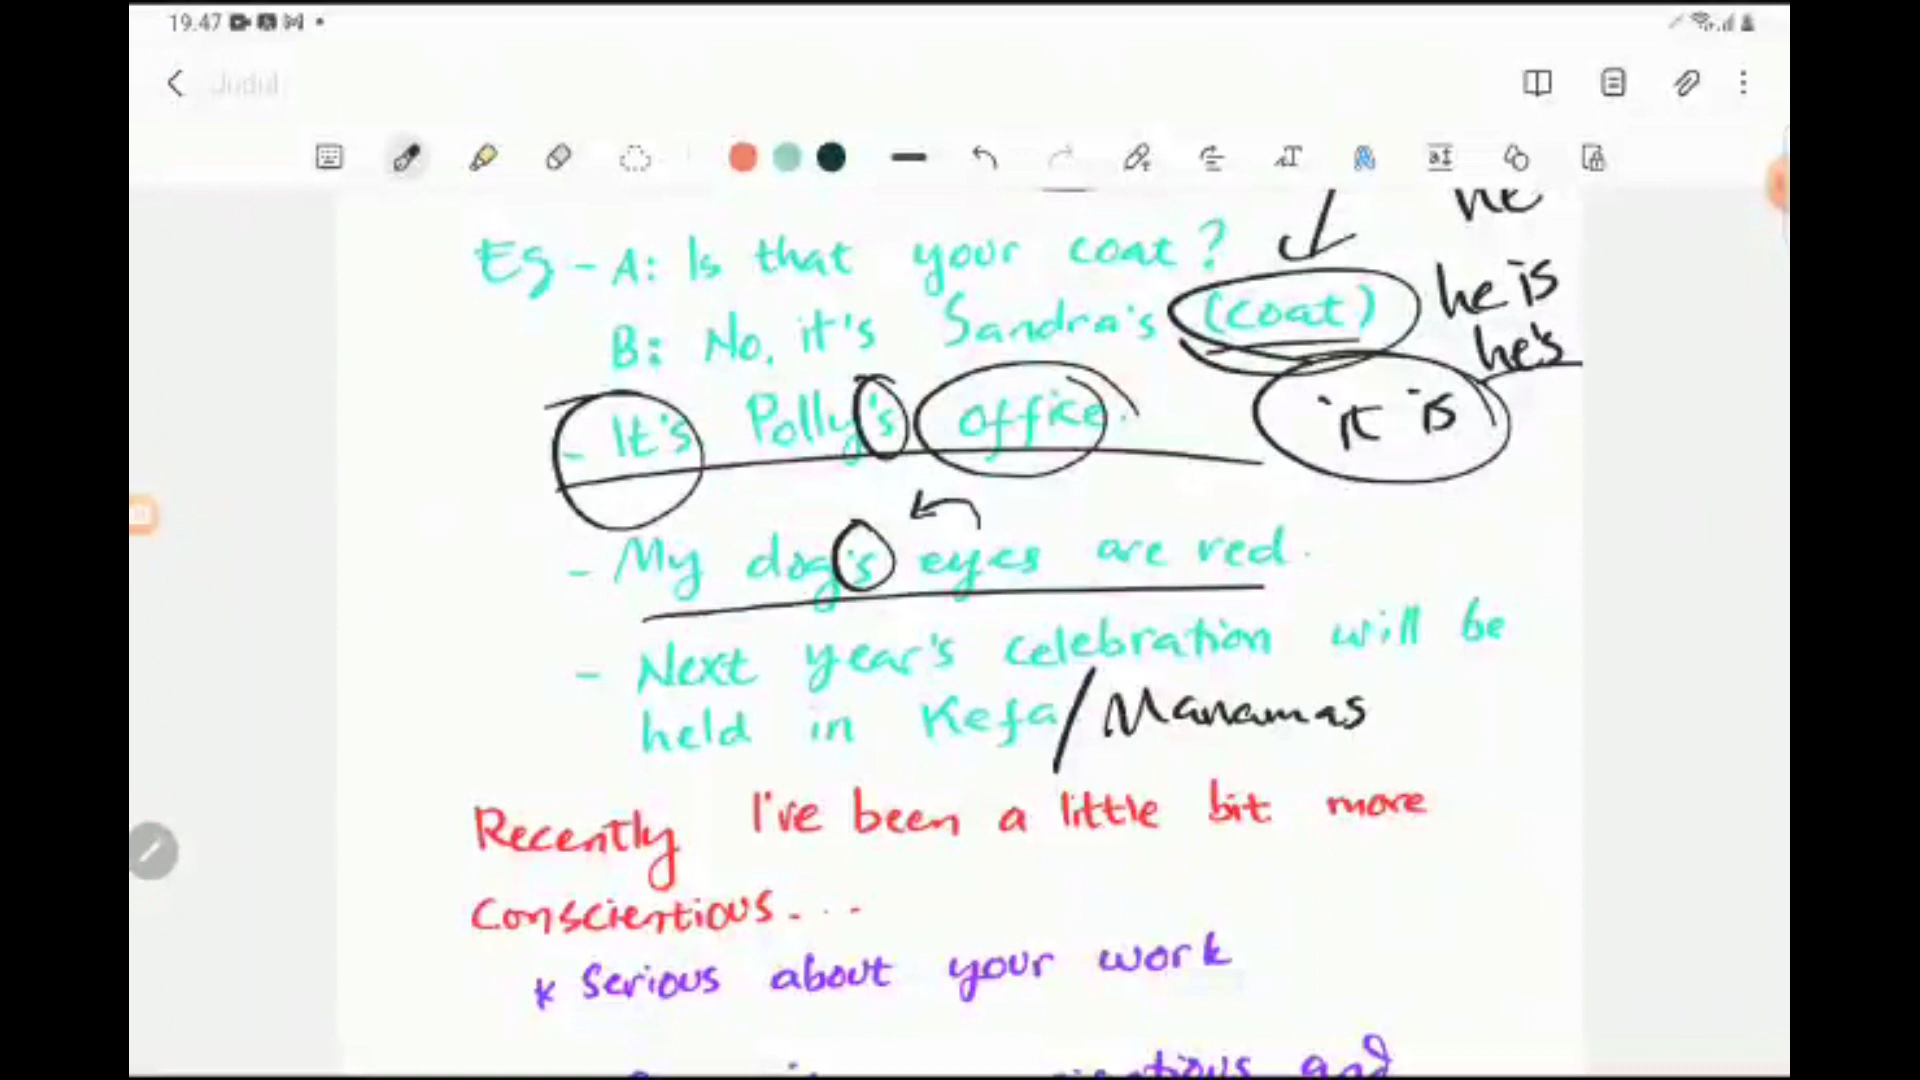 19.47
Judul
he
Eg - A: Is that your coat?
he is
B: No, it's Sandra's (coat)
he's
- It's Polly's office.
it is
- My dog's eyes are red.
- Next year's celebration will be
held in Kefa / Manamas
Recently I've been a little bit more
conscientious. ...
* Serious about your work
and